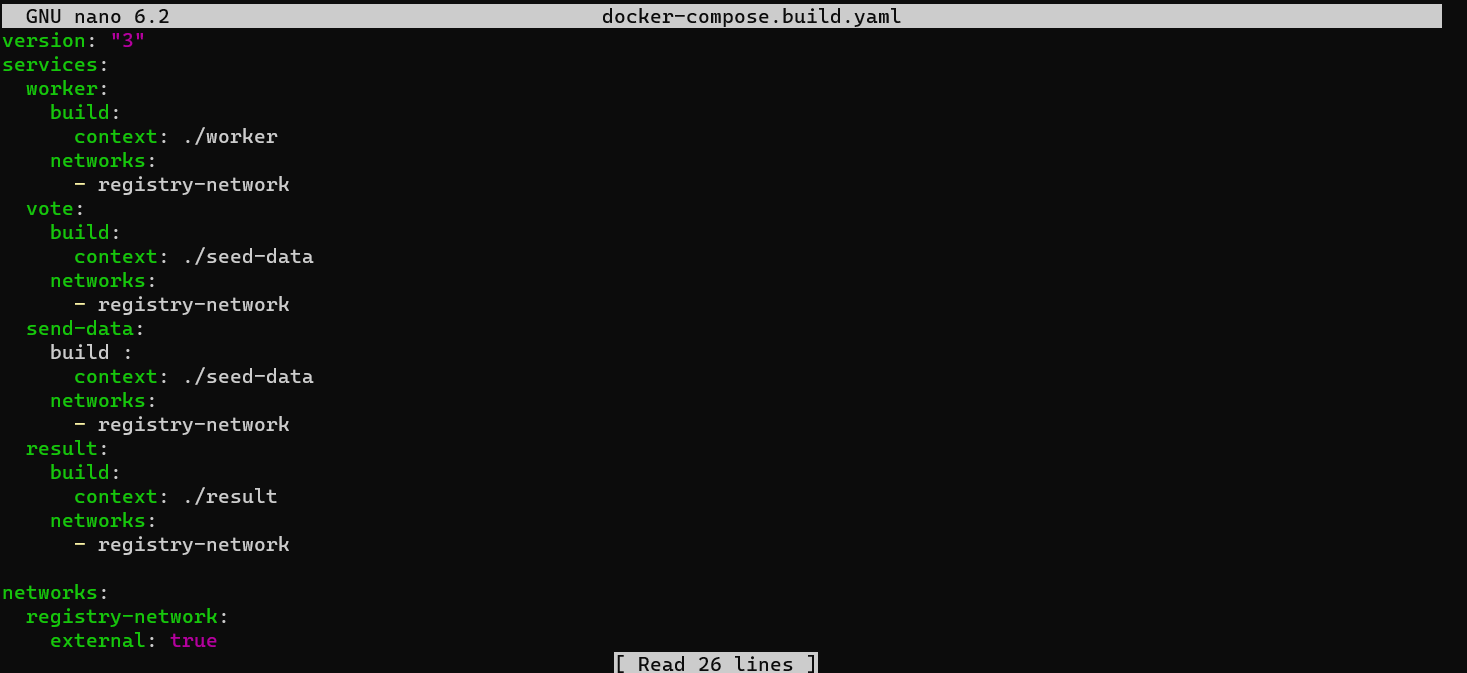 GNU nano 6.2 docker-compose.build.yaml
version: "3"
services:
  worker:
    build:
      context: ./worker
    networks:
      - registry-network
  vote:
    build:
      context: ./seed-data
    networks:
      - registry-network
  send-data:
    build :
      context: ./seed-data
    networks:
      - registry-network
  result:
    build:
      context: ./result
    networks:
      - registry-network

networks:
  registry-network:
    external: true
[ Read 26 lines ]